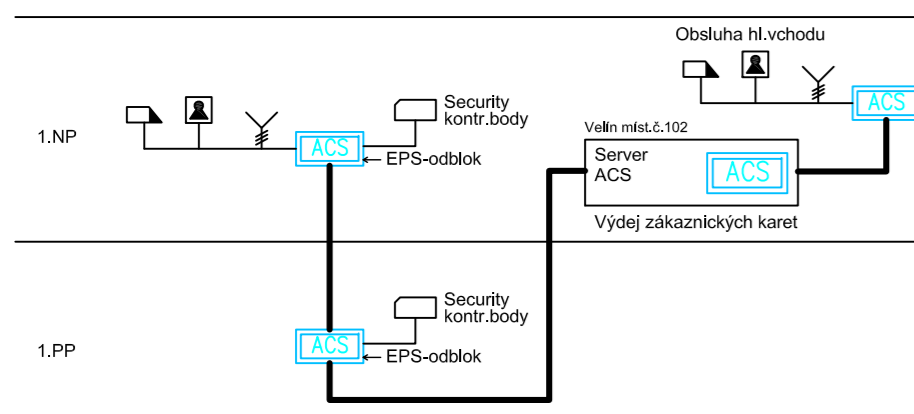 Obsluha hl.vchodu
ACS
1.NP
ACS
Security
kontr.body
EPS-odblok
Velín míst.č.102
Server
ACS
ACS
Výdej zákaznických karet
1.PP
ACS
Security
kontr.body
EPS-odblok